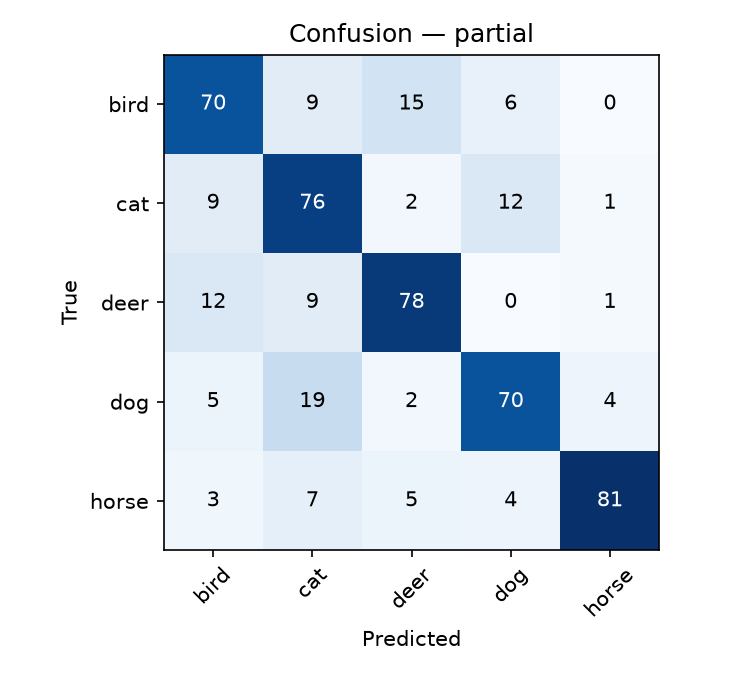 Confusion — partial
bird 70 9 15 6 0
cat 9 76 2 12 1
deer 12 9 78 0 1
dog 5 19 2 70 4
horse 3 7 5 4 81
True
bird cat deer dog horse
Predicted